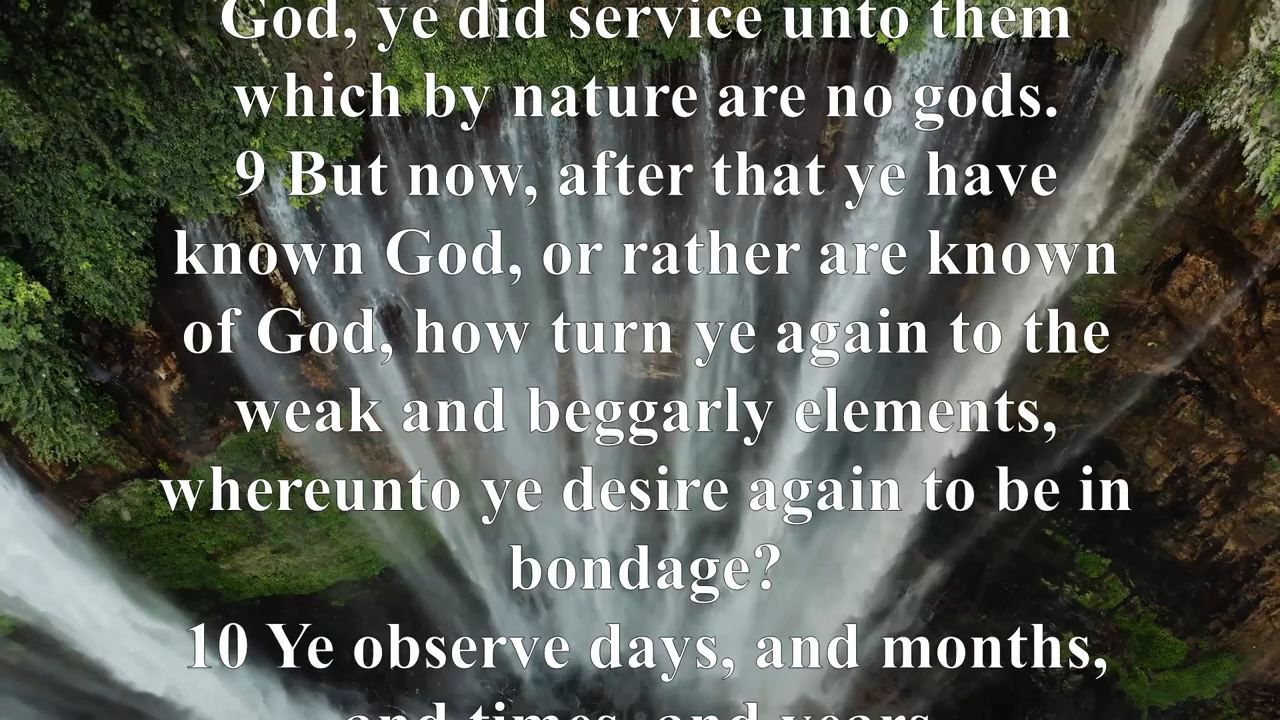 God, ye did service unto them
which by nature are no gods.
9 But now, after that ye have
known God, or rather are known
of God, how turn ye again to the
weak and beggarly elements,
whereunto ye desire again to be in
bondage?
10 Ye observe days, and months,
and times, and years